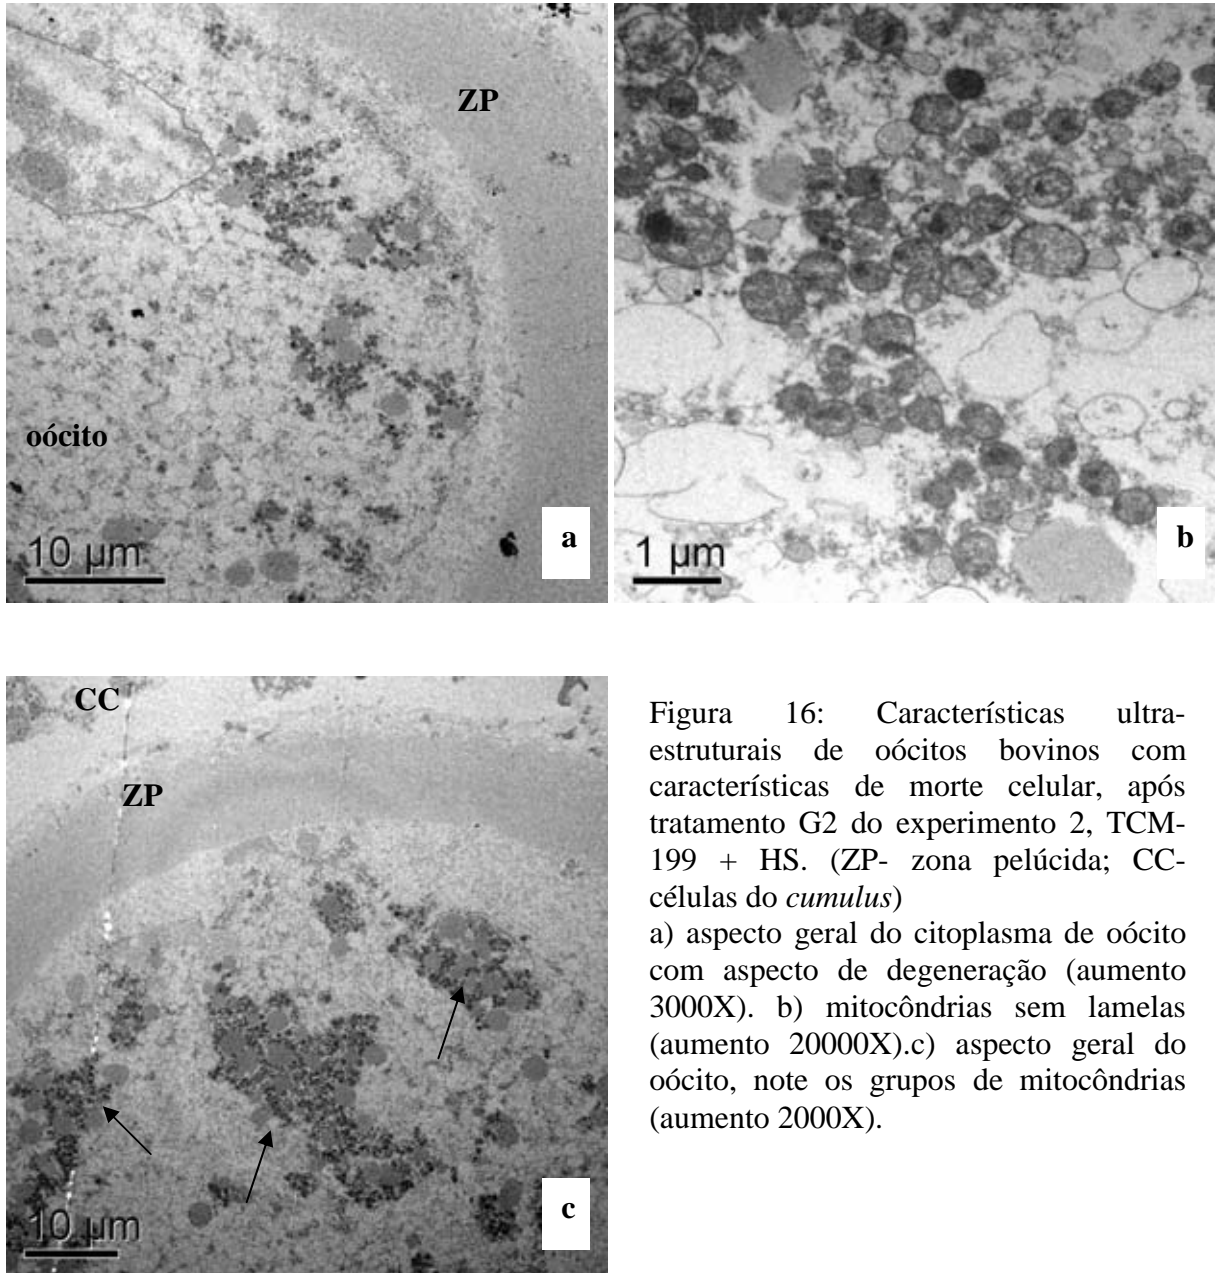 ZP
oócito
10 µm
a
1 µm
b
CC
ZP
10 µm
c
Figura 16: Características ultra-
estruturais de oócitos bovinos com
características de morte celular, após
tratamento G2 do experimento 2, TCM-
199 + HS. (ZP- zona pelúcida; CC-
células do cumulus)
a) aspecto geral do citoplasma de oócito
com aspecto de degeneração (aumento
3000X). b) mitocôndrias sem lamelas
(aumento 20000X).c) aspecto geral do
oócito, note os grupos de mitocôndrias
(aumento 2000X).